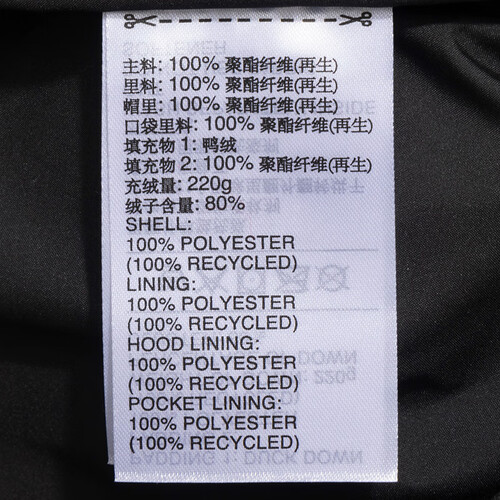 主料: 100% 聚酯纤维(再生)
里料: 100% 聚酯纤维(再生)
帽里: 100% 聚酯纤维(再生)
口袋里料: 100% 聚酯纤维(再生)
填充物 1: 鸭绒
填充物 2: 100% 聚酯纤维(再生)
充绒量: 220g
绒子含量: 80%
SHELL:
100% POLYESTER
(100% RECYCLED)
LINING:
100% POLYESTER
(100% RECYCLED)
HOOD LINING:
100% POLYESTER
(100% RECYCLED)
POCKET LINING:
100% POLYESTER
(100% RECYCLED)